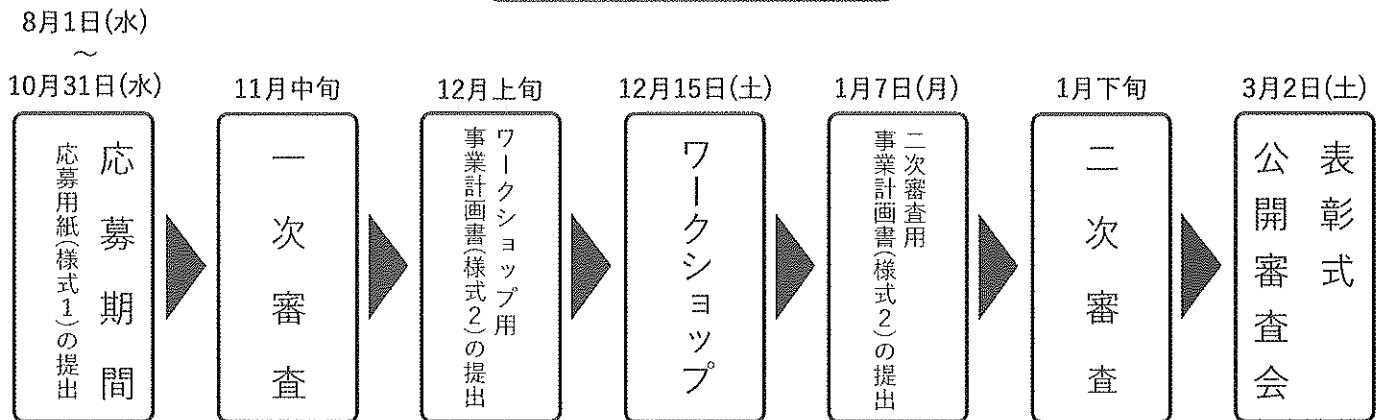 8月1日(水)
～
10月31日(水)
応募期間
応募用紙(様式1)の提出
11月中旬
一次審査
12月上旬
ワークショップ用
事業計画書(様式2)の提出
12月15日(土)
ワークショップ
1月7日(月)
二次審査用
事業計画書(様式2)の提出
1月下旬
二次審査
3月2日(土)
表彰式
公開審査会